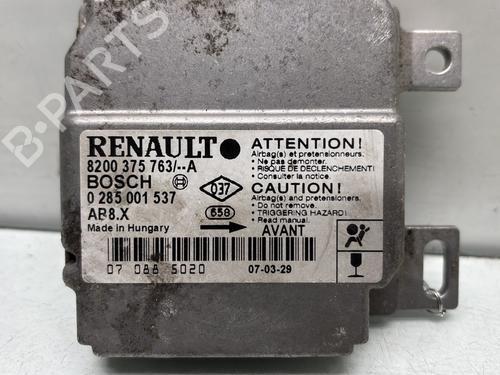 B-PARTS
RENAULT
8200 375 763/--A
BOSCH
0 285 001 537
AP8.X
Made in Hungary
037
658
ATTENTION!
Airbag(s) et pretensionneurs.
• Ne pas demonter.
• RISQUE DE DECLENCHEMENT!
• Consulter la notice.
CAUTION!
Airbag(s) and pretensioners.
• Do not remove.
• TRIGGERING HAZARD!
• Read the manual.
AVANT
07 088 5020
07-03-29